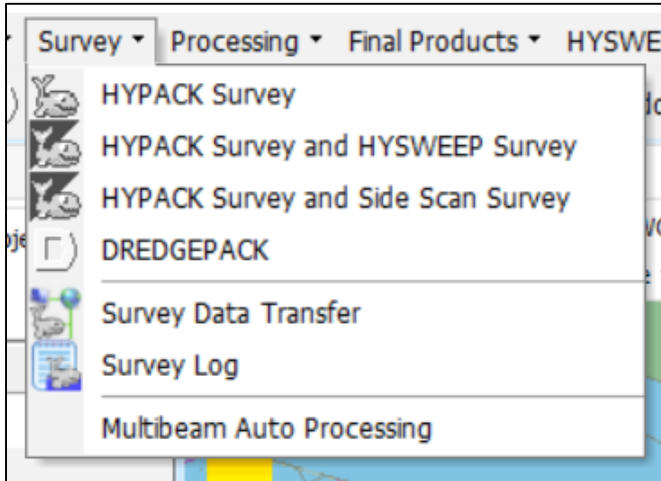 Survey Processing Final Products HYSWE
HYPACK Survey
HYPACK Survey and HYSWEEP Survey
HYPACK Survey and Side Scan Survey
DREDGEPACK
Survey Data Transfer
Survey Log
Multibeam Auto Processing